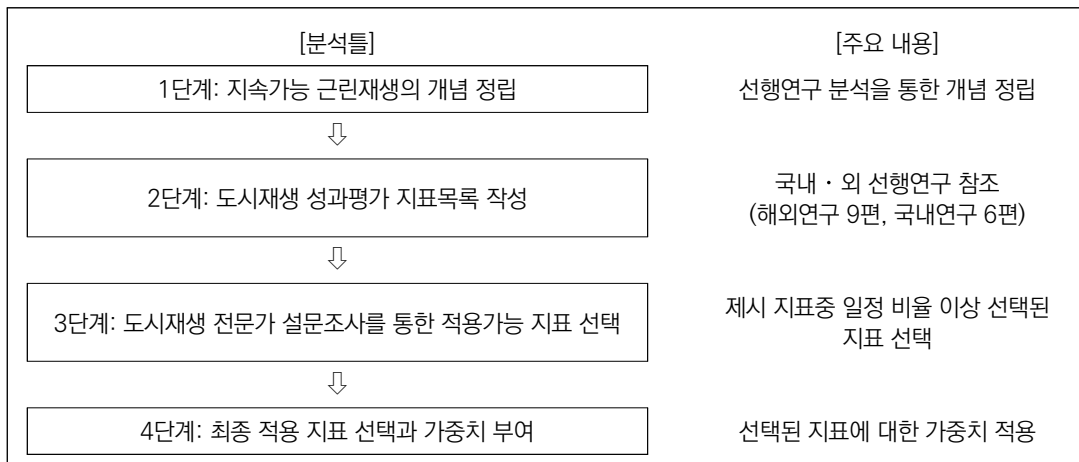 [분석틀]
[주요 내용]
1단계: 지속가능 근린재생의 개념 정립
선행연구 분석을 통한 개념 정립
⇩
2단계: 도시재생 성과평가 지표목록 작성
국내 · 외 선행연구 참조
(해외연구 9편, 국내연구 6편)
⇩
3단계: 도시재생 전문가 설문조사를 통한 적용가능 지표 선택
제시 지표중 일정 비율 이상 선택된
지표 선택
⇩
4단계: 최종 적용 지표 선택과 가중치 부여
선택된 지표에 대한 가중치 적용